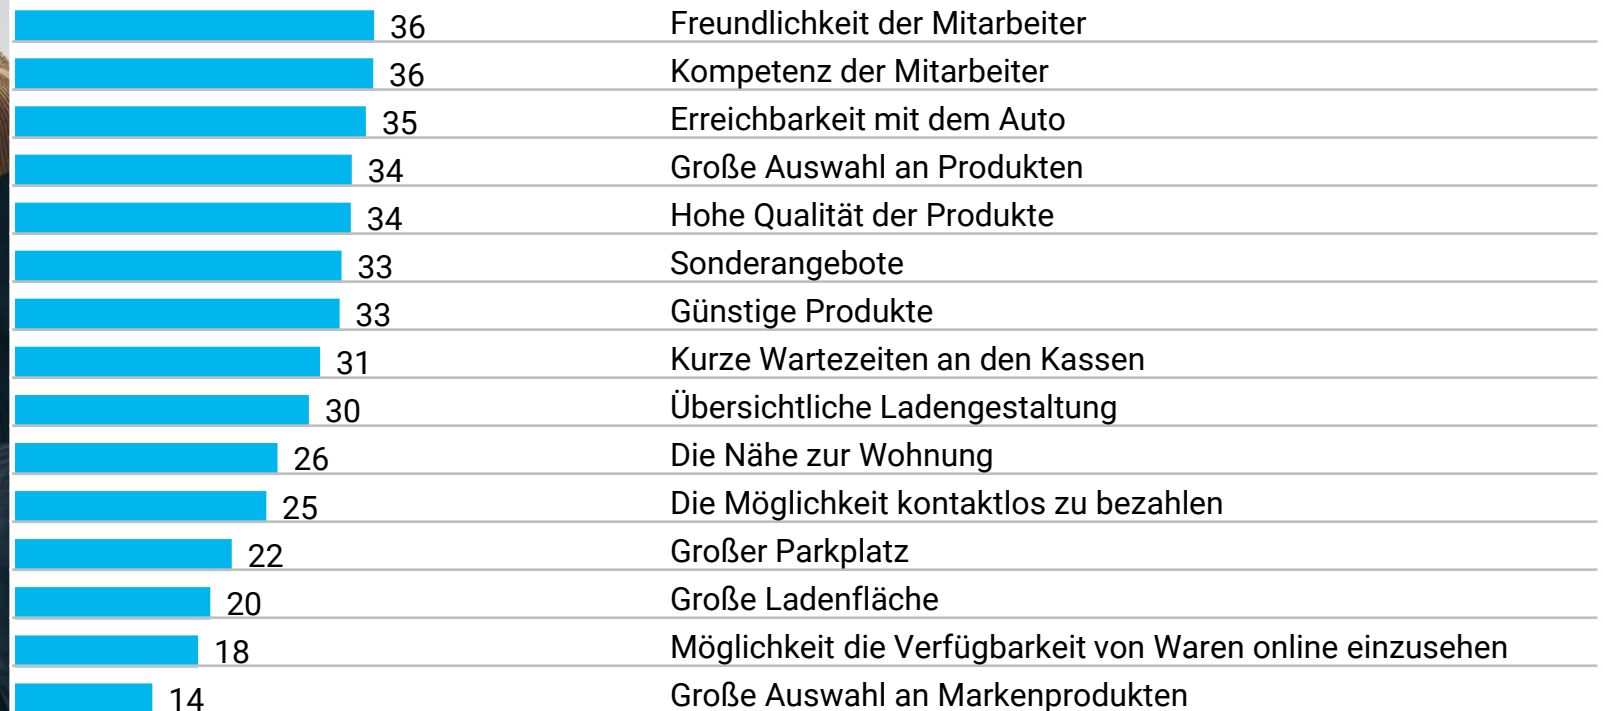 36 Freundlichkeit der Mitarbeiter
36 Kompetenz der Mitarbeiter
35 Erreichbarkeit mit dem Auto
34 Große Auswahl an Produkten
34 Hohe Qualität der Produkte
33 Sonderangebote
33 Günstige Produkte
31 Kurze Wartezeiten an den Kassen
30 Übersichtliche Ladengestaltung
26 Die Nähe zur Wohnung
25 Die Möglichkeit kontaktlos zu bezahlen
22 Großer Parkplatz
20 Große Ladenfläche
18 Möglichkeit die Verfügbarkeit von Waren online einzusehen
14 Große Auswahl an Markenprodukten